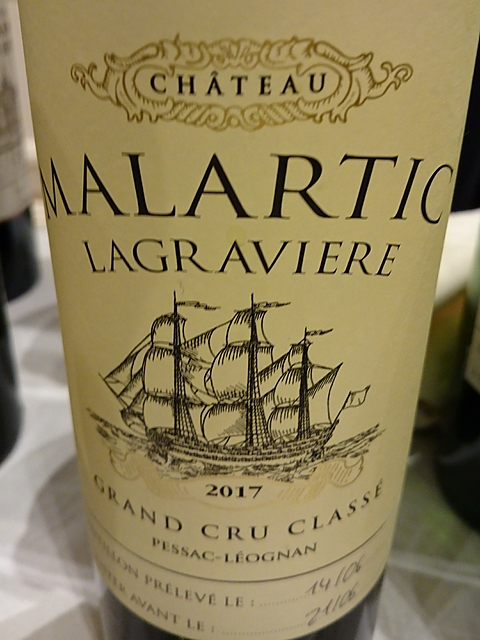 CHÂTEAU
MALARTIC
LAGRAVIERE
2017
GRAND CRU CLASSÉ
PESSAC-LÉOGNAN
PRÉLEVÉ LE : 14/06
AVANT LE : 21/06